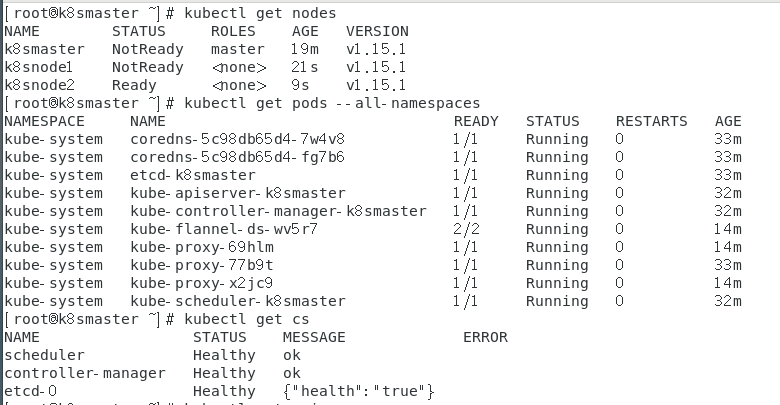 [root@k8smaster ~]# kubectl get nodes
NAME STATUS ROLES AGE VERSION
k8smaster NotReady master 19m v1.15.1
k8snode1 NotReady <none> 21s v1.15.1
k8snode2 Ready <none> 9s v1.15.1
[root@k8smaster ~]# kubectl get pods --all-namespaces
NAMESPACE NAME READY STATUS RESTARTS AGE
kube-system coredns-5c98db65d4-7w4v8 1/1 Running 0 33m
kube-system coredns-5c98db65d4-fg7b6 1/1 Running 0 33m
kube-system etcd-k8smaster 1/1 Running 0 33m
kube-system kube-apiserver-k8smaster 1/1 Running 0 32m
kube-system kube-controller-manager-k8smaster 1/1 Running 0 32m
kube-system kube-flannel-ds-wv5r7 2/2 Running 0 14m
kube-system kube-proxy-69hlm 1/1 Running 0 14m
kube-system kube-proxy-77b9t 1/1 Running 0 33m
kube-system kube-proxy-x2jc9 1/1 Running 0 14m
kube-system kube-scheduler-k8smaster 1/1 Running 0 32m
[root@k8smaster ~]# kubectl get cs
NAME STATUS MESSAGE ERROR
scheduler Healthy ok
controller-manager Healthy ok
etcd-0 Healthy {"health":"true"}